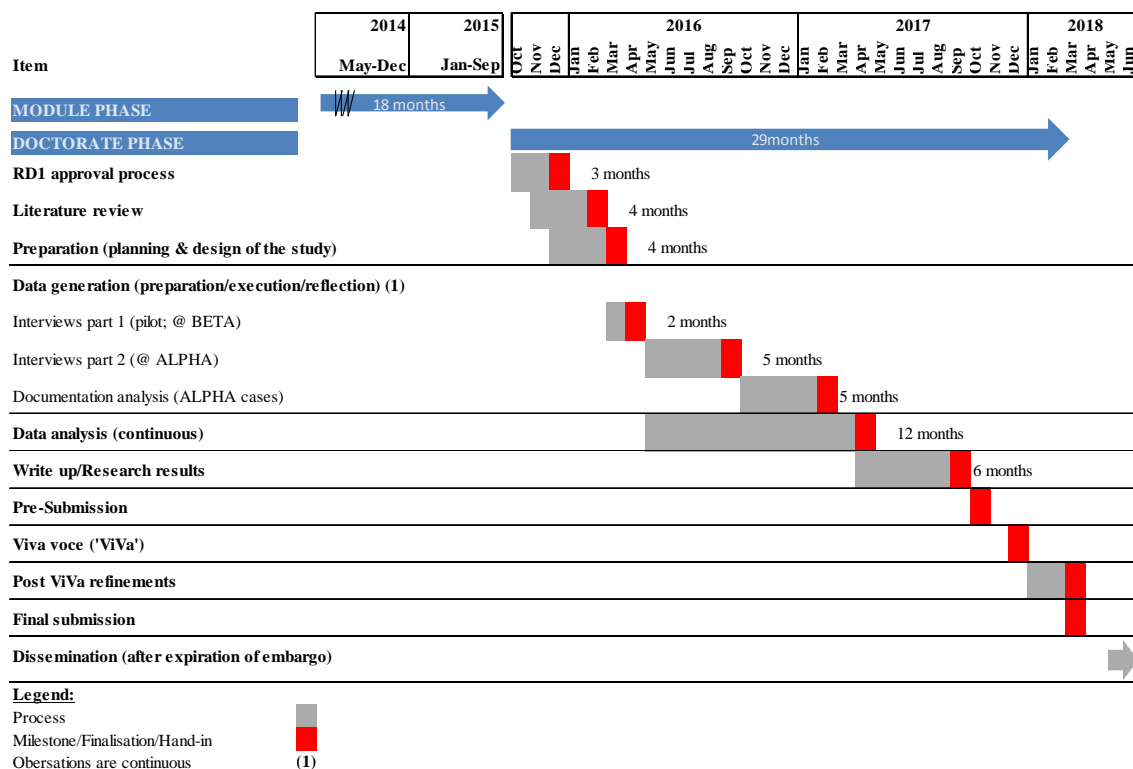 2014 2015 2016 2017 2018
Item May-Dec Jan-Sep Oct Nov Dec Jan Feb Mar Apr May Jun Jul Aug Sep Oct Nov Dec Jan Feb Mar Apr May Jun Jul Aug Sep Oct Nov Dec Jan Feb Mar Apr May Jun
MODULE PHASE 18 months
DOCTORATE PHASE 29months
RD1 approval process 3 months
Literature review 4 months
Preparation (planning & design of the study) 4 months
Data generation (preparation/execution/reflection) (1)
Interviews part 1 (pilot; @ BETA) 2 months
Interviews part 2 (@ ALPHA) 5 months
Documentation analysis (ALPHA cases) 5 months
Data analysis (continuous) 12 months
Write up/Research results 6 months
Pre-Submission
Viva voce ('ViVa')
Post ViVa refinements
Final submission
Dissemination (after expiration of embargo)
Legend:
Process
Milestone/Finalisation/Hand-in
Obersations are continuous (1)